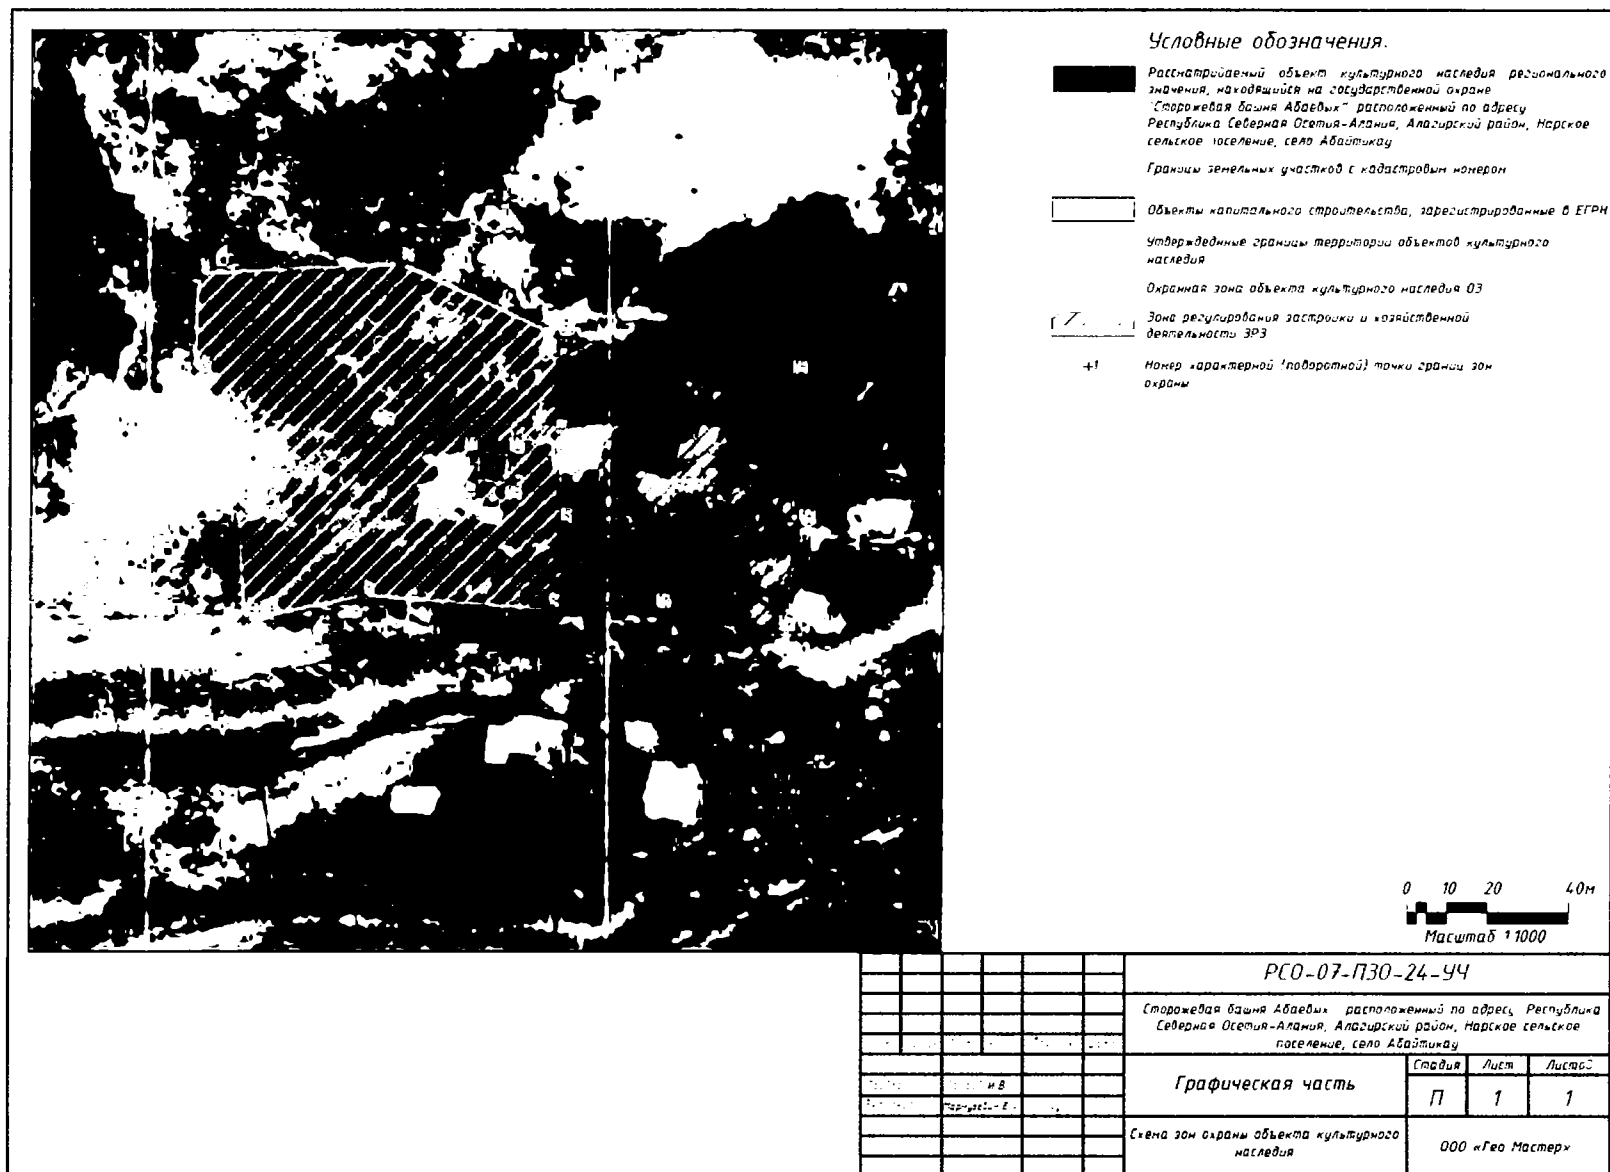 Условные обозначения.
Рассматриваемый объект культурного наследия регионального
значения, находящийся на государственной охране
"Сторожевая башня Абаевых" расположенный по адресу
Республика Северная Осетия-Алания, Алагирский район, Нарское
сельское поселение, село Абайтикау
Границы земельных участков с кадастровым номером
Объекты капитального строительства, зарегистрированные в ЕГРН
Утвержденные границы территории объектов культурного
наследия
Охранная зона объекта культурного наследия ОЗ
Зона регулирования застройки и хозяйственной
деятельности ЗРЗ
+1 Номер характерной (поворотной) точки границ зон
охраны
0 10 20 40м
Масштаб 1 1000
РСО-07-ПЗО-24-УЧ
Сторожевая башня Абаевых расположенный по адресу Республика
Северная Осетия-Алания, Алагирский район, Нарское сельское
поселение, село Абайтикау
Графическая часть
Стадия Лист Листов
П 1 1
Схема зон охраны объекта культурного
наследия
ООО «Гео Мастер»